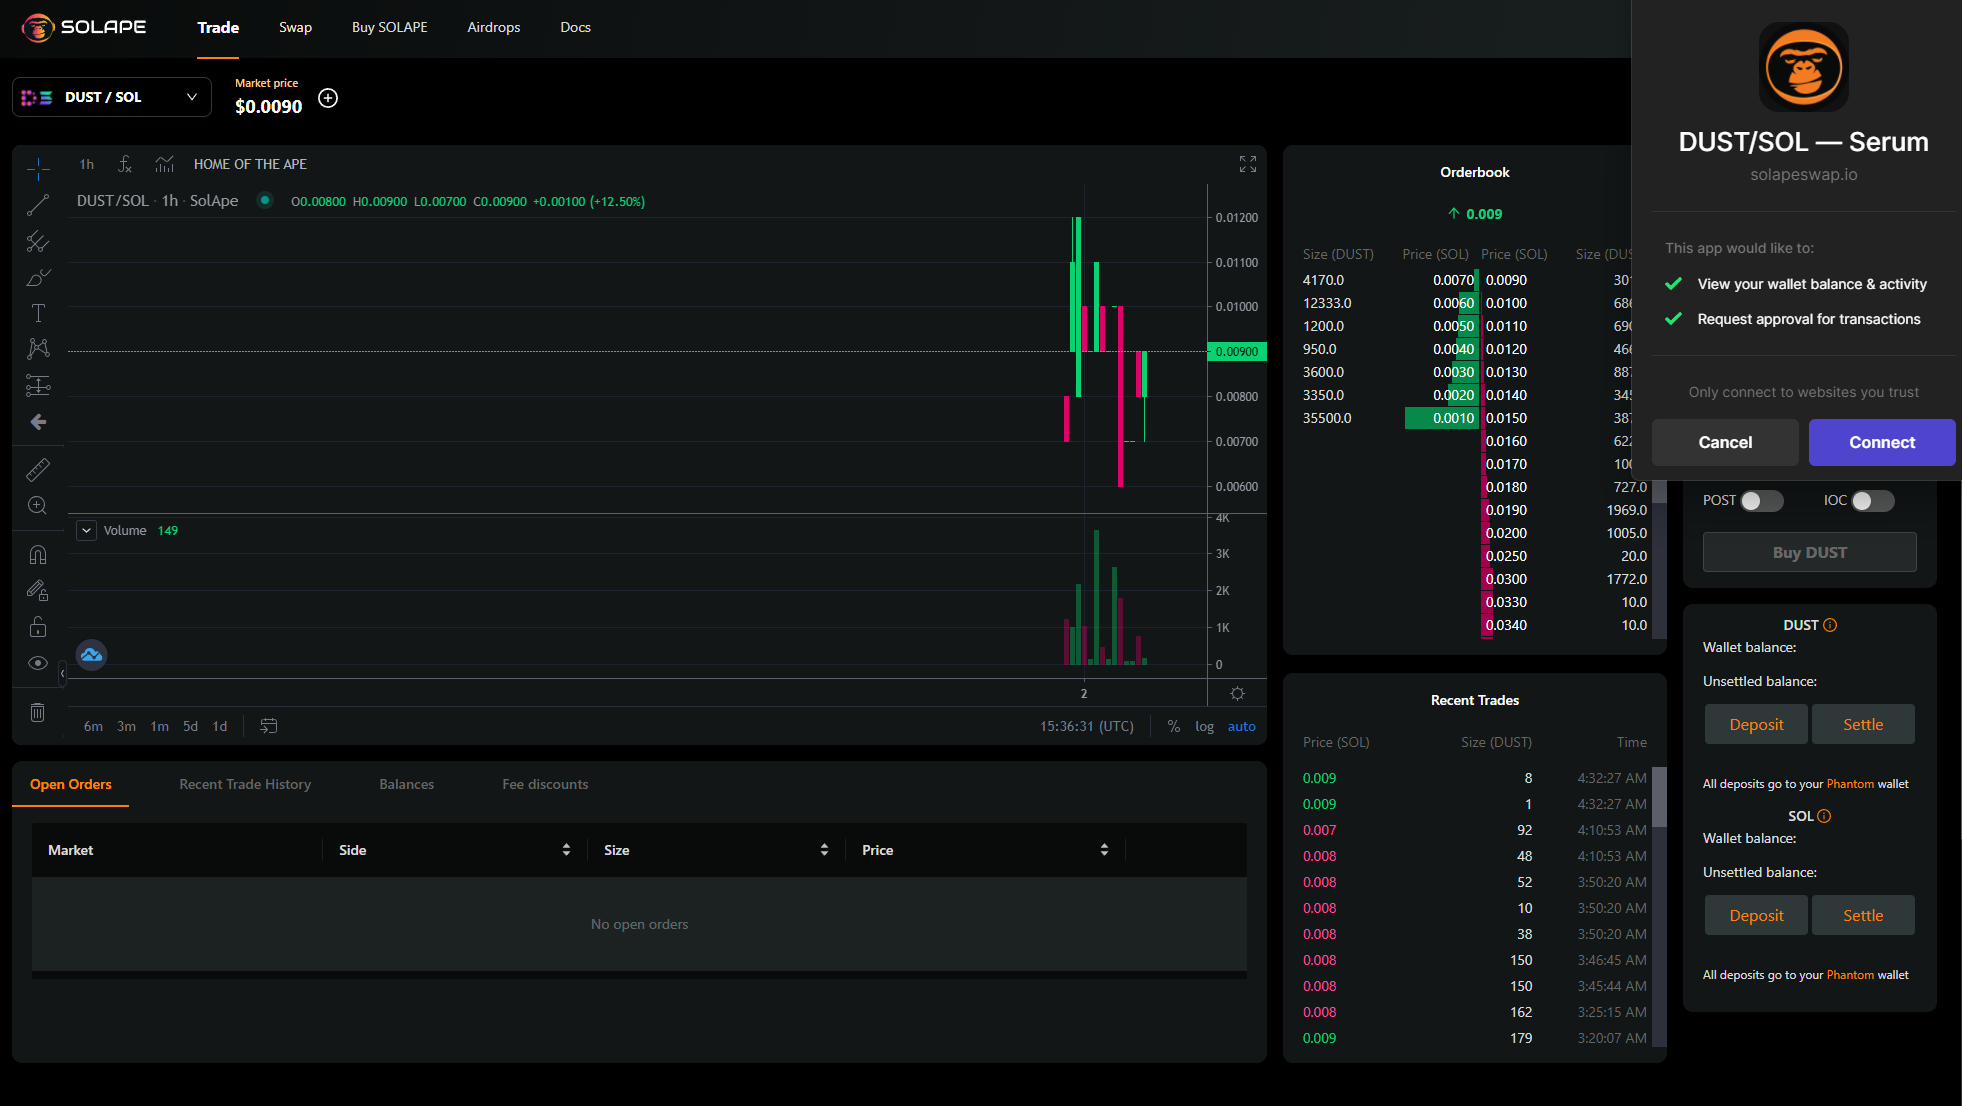 SOLAPE
Trade
Swap
Buy SOLAPE
Airdrops
Docs
DUST / SOL
Market price
$0.0090
1h
HOME OF THE APE
DUST/SOL · 1h · SolApe
O0.00800 H0.00900 L0.00700 C0.00900 +0.00100 (+12.50%)
0.01200
0.01100
0.01000
0.00900
0.00800
0.00700
0.00600
Volume 149
4K
3K
2K
1K
0
2
6m 3m 1m 5d 1d
15:36:31 (UTC)
% log auto
Orderbook
0.009
Size (DUST) Price (SOL) Price (SOL) Size (DUS
4170.0 0.0070 0.0090 301
12333.0 0.0060 0.0100 686
1200.0 0.0050 0.0110 690
950.0 0.0040 0.0120 466
3600.0 0.0030 0.0130 887
3350.0 0.0020 0.0140 345
35500.0 0.0010 0.0150 387
0.0160 622
0.0170 100
0.0180 727.0
0.0190 1969.0
0.0200 1005.0
0.0250 20.0
0.0300 1772.0
0.0330 10.0
0.0340 10.0
DUST/SOL — Serum
solapeswap.io
This app would like to:
View your wallet balance & activity
Request approval for transactions
Only connect to websites you trust
Cancel
Connect
POST
IOC
Buy DUST
DUST
Wallet balance:
Unsettled balance:
Deposit
Settle
All deposits go to your Phantom wallet
SOL
Wallet balance:
Unsettled balance:
Deposit
Settle
All deposits go to your Phantom wallet
Open Orders
Recent Trade History
Balances
Fee discounts
Market
Side
Size
Price
No open orders
Recent Trades
Price (SOL) Size (DUST) Time
0.009 8 4:32:27 AM
0.009 1 4:32:27 AM
0.007 92 4:10:53 AM
0.008 48 4:10:53 AM
0.008 52 3:50:20 AM
0.008 10 3:50:20 AM
0.008 38 3:50:20 AM
0.008 150 3:46:45 AM
0.008 150 3:45:44 AM
0.008 162 3:25:15 AM
0.009 179 3:20:07 AM